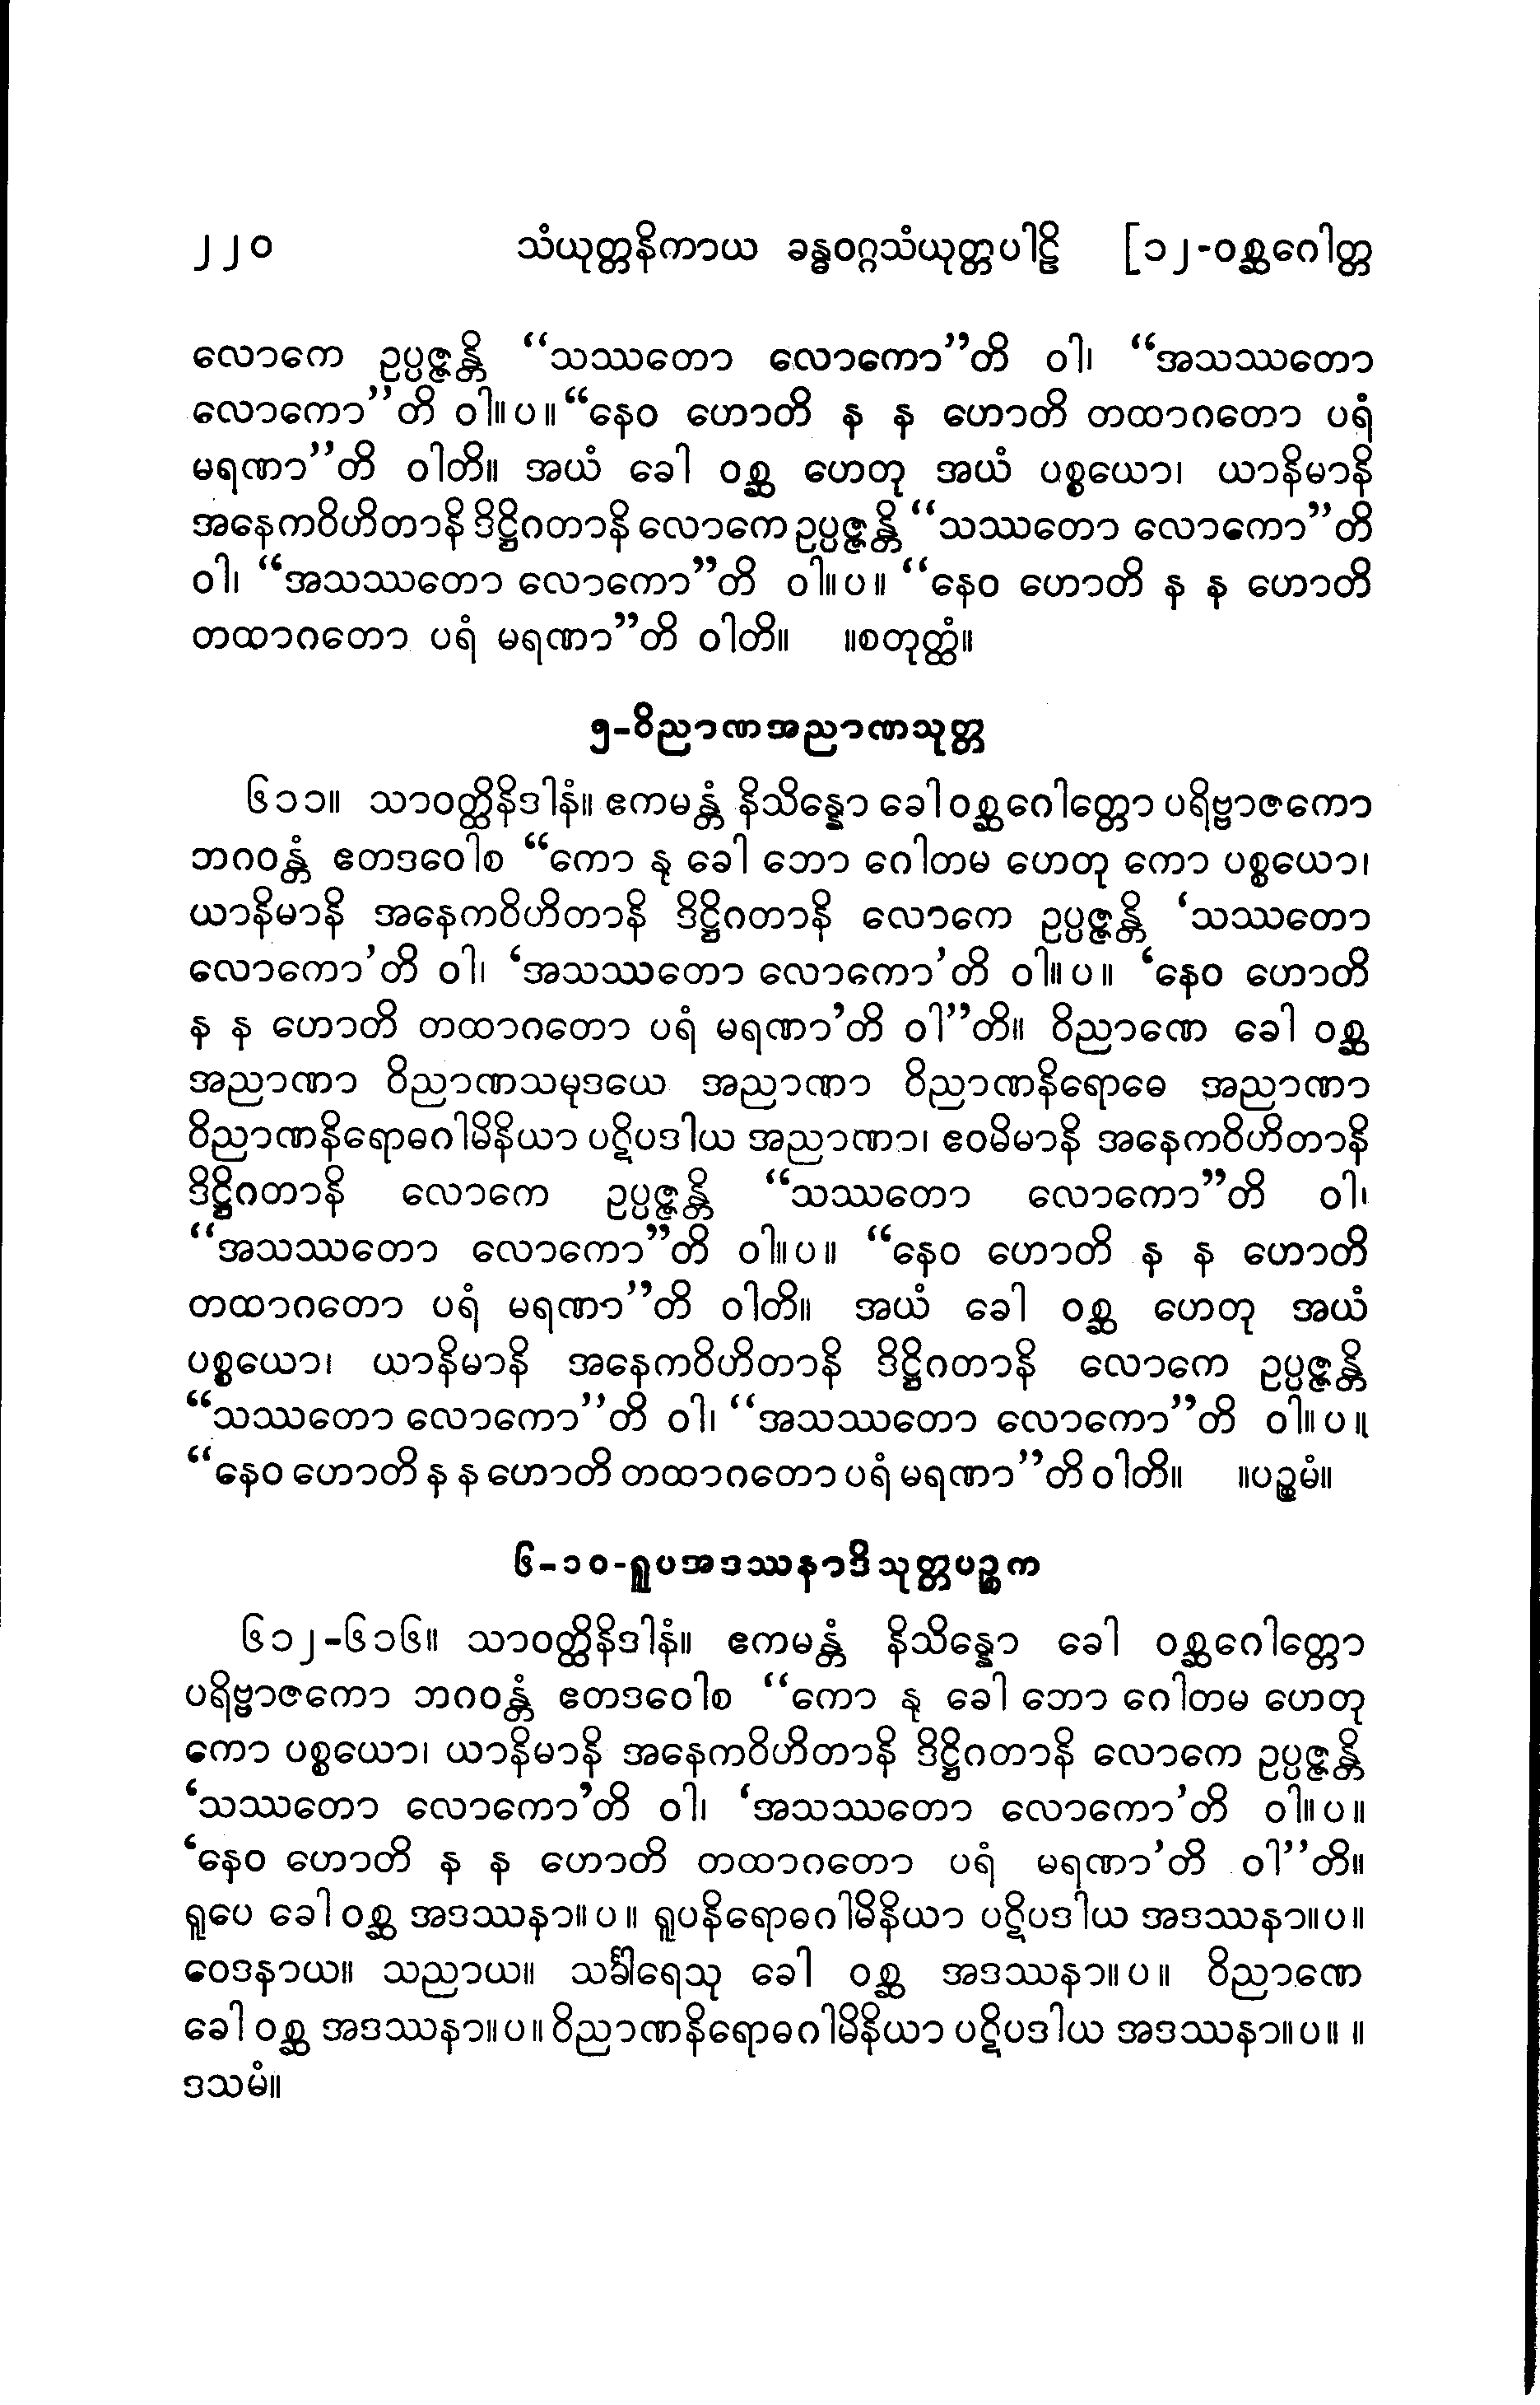 ၂၂၀ သံယုတ္တနိကာယ ခန္ဓဝဂ္ဂသံယုတ္တပါဠိ [၁၂-ဝစ္ဆဂေါတ္တ
လောကေ ဥပ္ပဇ္ဇန္တိ “သဿတော လောကော”တိ ဝါ၊ “အသဿတော
လောကော”တိ ဝါ။ပ။ “နေဝ ဟောတိ န န ဟောတိ တထာဂတော ပရံ
မရဏာ”တိ ဝါတိ။ အယံ ခေါ ဝစ္ဆ ဟေတု အယံ ပစ္စယော၊ ယာနိမာနိ
အနေကဝိဟိတာနိ ဒိဋ္ဌိဂတာနိ လောကေ ဥပ္ပဇ္ဇန္တိ “သဿတော လောကော”တိ
ဝါ၊ “အသဿတော လောကော”တိ ဝါ။ပ။ “နေဝ ဟောတိ န န ဟောတိ
တထာဂတော ပရံ မရဏာ”တိ ဝါတိ။ ။စတုတ္ထံ။
၅-ဝိညာဏအညာဏသုတ္တ
၆၁၁။ သာဝတ္ထိနိဒါနံ။ ဧကမန္တံ နိသိန္နော ခေါ ဝစ္ဆဂေါတ္တော ပရိဗ္ဗာဇကော
ဘဂဝန္တံ ဧတဒဝေါစ “ကော နု ခေါ ဘော ဂေါတမ ဟေတု ကော ပစ္စယော၊
ယာနိမာနိ အနေကဝိဟိတာနိ ဒိဋ္ဌိဂတာနိ လောကေ ဥပ္ပဇ္ဇန္တိ ‘သဿတော
လောကော’တိ ဝါ၊ ‘အသဿတော လောကော’တိ ဝါ။ပ။ ‘နေဝ ဟောတိ
န န ဟောတိ တထာဂတော ပရံ မရဏာ’တိ ဝါ”တိ။ ဝိညာဏေ ခေါ ဝစ္ဆ
အညာဏာ ဝိညာဏသမုဒယေ အညာဏာ ဝိညာဏနိရောဓေ အညာဏာ
ဝိညာဏနိရောဓဂါမိနိယာ ပဋိပဒါယ အညာဏာ၊ ဧဝမိမာနိ အနေကဝိဟိတာနိ
ဒိဋ္ဌိဂတာနိ လောကေ ဥပ္ပဇ္ဇန္တိ “သဿတော လောကော”တိ ဝါ၊
“အသဿတော လောကော”တိ ဝါ။ပ။ “နေဝ ဟောတိ န န ဟောတိ
တထာဂတော ပရံ မရဏာ”တိ ဝါတိ။ အယံ ခေါ ဝစ္ဆ ဟေတု အယံ
ပစ္စယော၊ ယာနိမာနိ အနေကဝိဟိတာနိ ဒိဋ္ဌိဂတာနိ လောကေ ဥပ္ပဇ္ဇန္တိ
“သဿတော လောကော”တိ ဝါ၊ “အသဿတော လောကော”တိ ဝါ။ပ။
“နေဝ ဟောတိ န န ဟောတိ တထာဂတော ပရံ မရဏာ”တိ ဝါတိ။ ။ပဉ္စမံ။
၆-၁၀-ရူပအဒဿနာဒိသုတ္တပဉ္စက
၆၁၂-၆၁၆။ သာဝတ္ထိနိဒါနံ။ ဧကမန္တံ နိသိန္နော ခေါ ဝစ္ဆဂေါတ္တော
ပရိဗ္ဗာဇကော ဘဂဝန္တံ ဧတဒဝေါစ “ကော နု ခေါ ဘော ဂေါတမ ဟေတု
ကော ပစ္စယော၊ ယာနိမာနိ အနေကဝိဟိတာနိ ဒိဋ္ဌိဂတာနိ လောကေ ဥပ္ပဇ္ဇန္တိ
‘သဿတော လောကော’တိ ဝါ၊ ‘အသဿတော လောကော’တိ ဝါ။ပ။
‘နေဝ ဟောတိ န န ဟောတိ တထာဂတော ပရံ မရဏာ’တိ ဝါ”တိ။
ရူပေ ခေါ ဝစ္ဆ အဒဿနာ။ပ။ ရူပနိရောဓဂါမိနိယာ ပဋိပဒါယ အဒဿနာ။ပ။
ဝေဒနာယ။ သညာယ။ သင်္ခါရေသု ခေါ ဝစ္ဆ အဒဿနာ။ပ။ ဝိညာဏေ
ခေါ ဝစ္ဆ အဒဿနာ။ပ။ ဝိညာဏနိရောဓဂါမိနိယာ ပဋိပဒါယ အဒဿနာ။ပ။ ။
ဒသမံ။